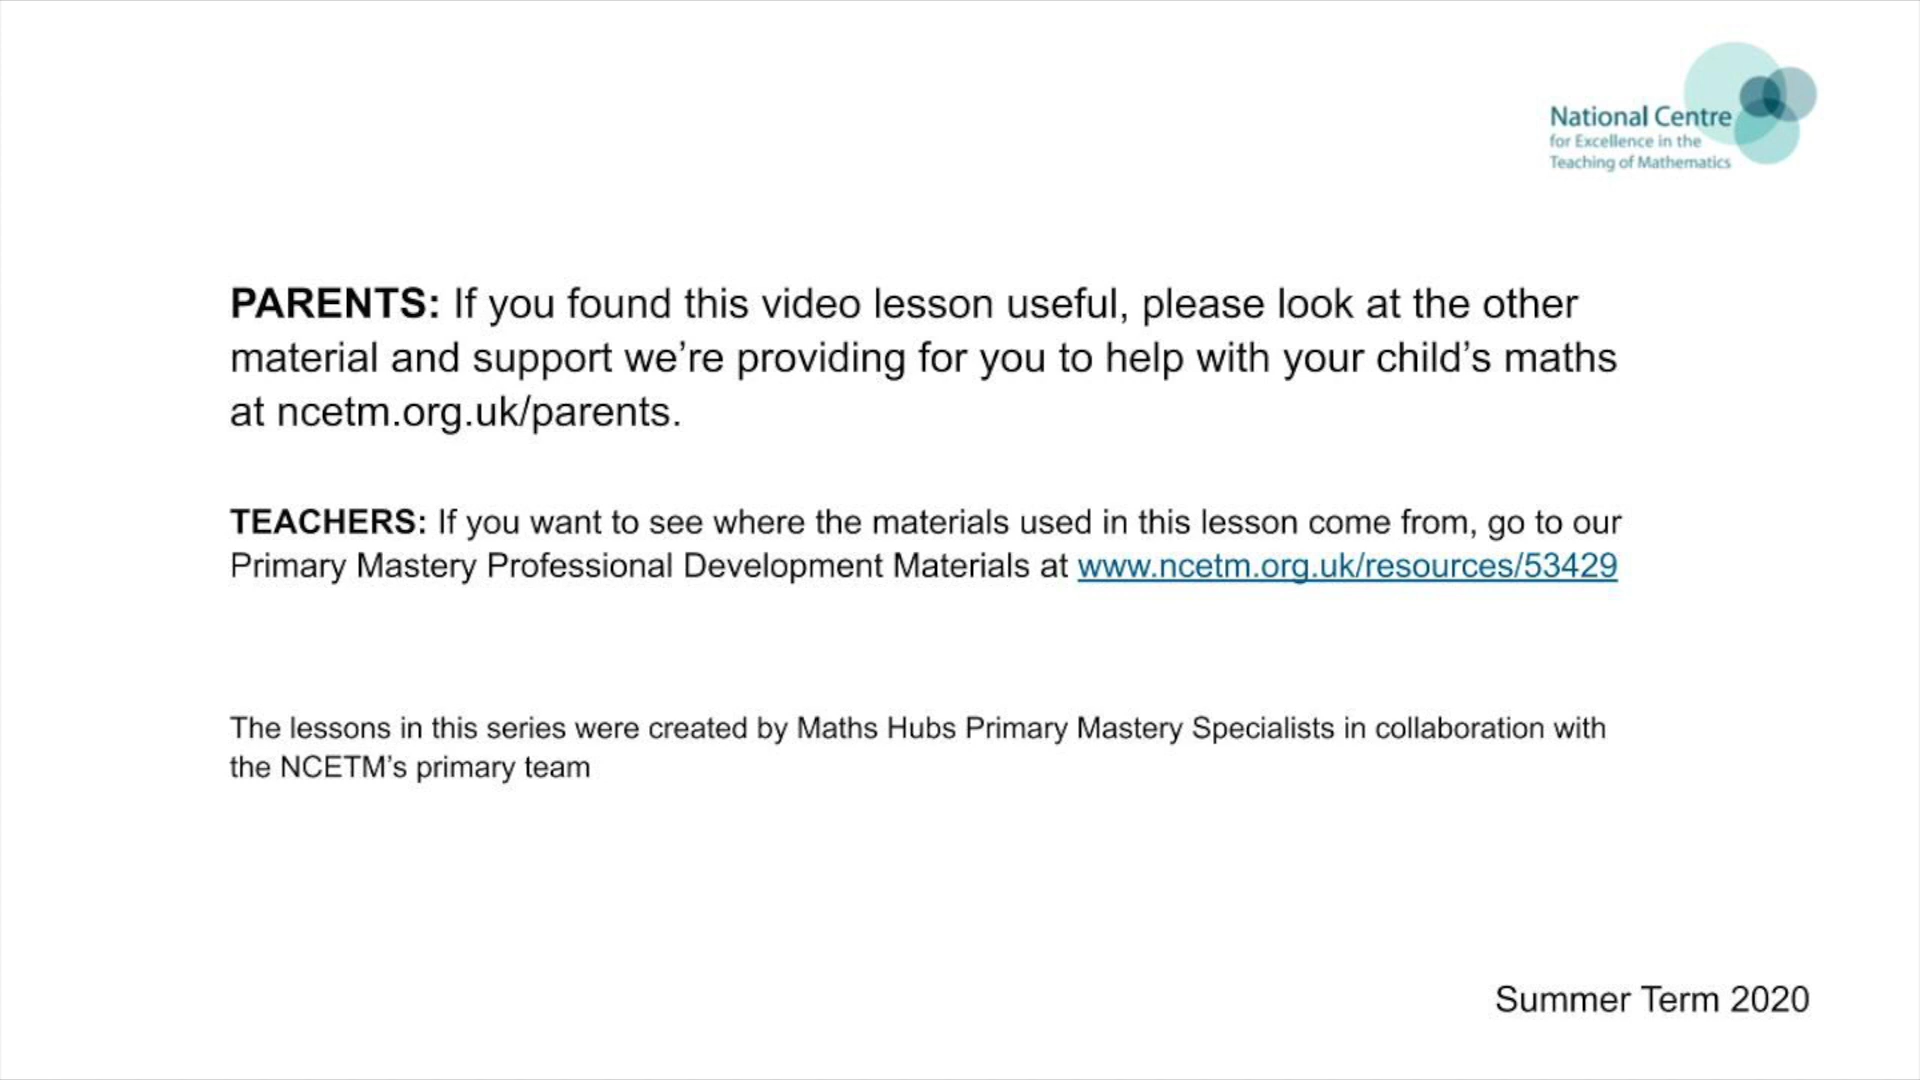 National Centre
for Excellence in the
Teaching of Mathematics
PARENTS: If you found this video lesson useful, please look at the other
material and support we’re providing for you to help with your child’s maths
at ncetm.org.uk/parents.
TEACHERS: If you want to see where the materials used in this lesson come from, go to our
Primary Mastery Professional Development Materials at www.ncetm.org.uk/resources/53429
The lessons in this series were created by Maths Hubs Primary Mastery Specialists in collaboration with
the NCETM’s primary team
Summer Term 2020